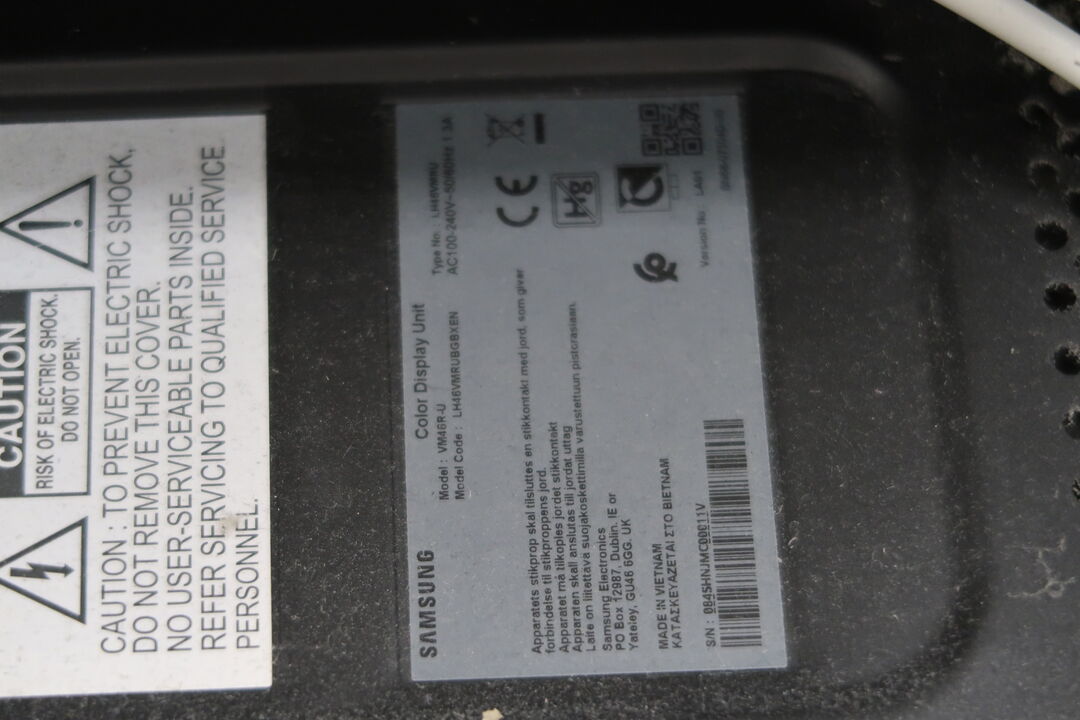 CAUTION
RISK OF ELECTRIC SHOCK.
DO NOT OPEN.
CAUTION : TO PREVENT ELECTRIC SHOCK,
DO NOT REMOVE THIS COVER.
NO USER-SERVICEABLE PARTS INSIDE.
REFER SERVICING TO QUALIFIED SERVICE
PERSONNEL.
SAMSUNG
Color Display Unit
Model : VM46R-U
Model Code : LH46VMRUBGBXEN
Type No. : LH46VMRU
AC100-240V~50/60Hz 1.3A
Apparatets stikprop skal tilsluttes en stikkontakt med jord, som giver
forbindelse til stikproppens jord.
Apparatet må tilkoples jordet stikkontakt
Apparaten skall anslutas till jordat uttag
Laite on liitettävä suojakoskettimilla varustettuun pistorasiaan.
Samsung Electronics
PO Box 12987, Dublin. IE or
Yateley, GU46 6GG. UK
MADE IN VIETNAM
ΚΑΤΑΣΚΕΥΑΖΕΤΑΙ ΣΤΟ ΒΙΕΤΝΑΜ
S/N : 0845HNJMC00011V
CE
Hg
Version No : LA01